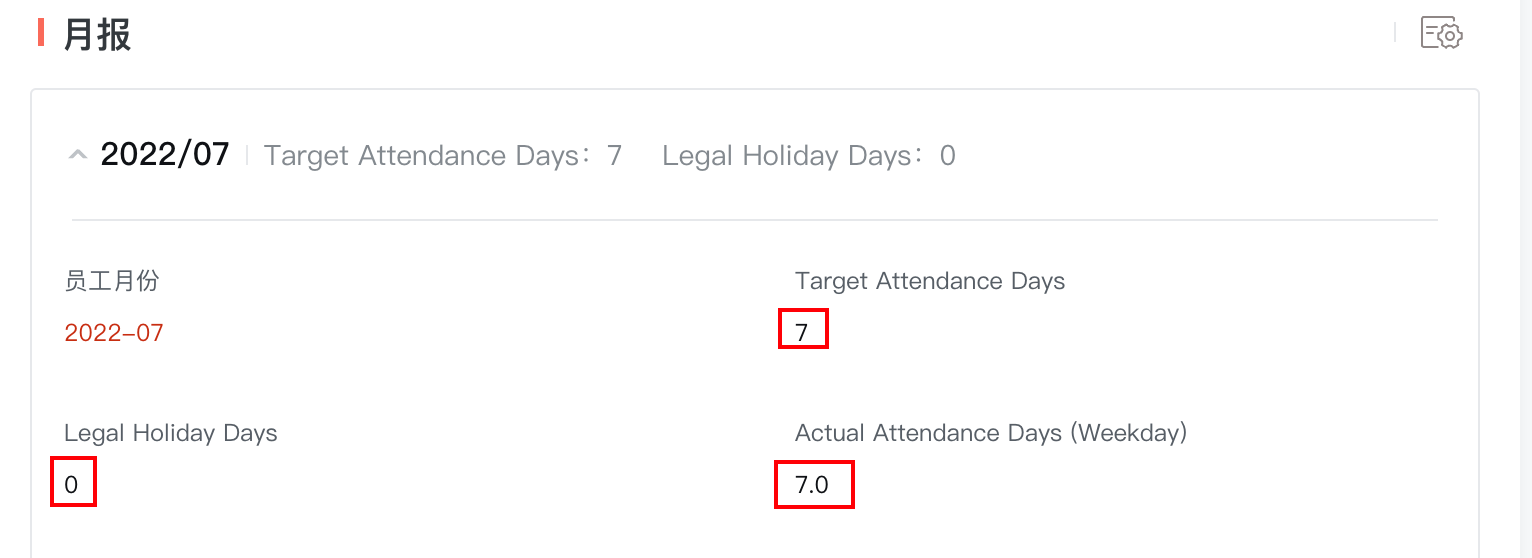 月报
2022/07 Target Attendance Days：7 Legal Holiday Days：0
员工月份 Target Attendance Days
2022-07 7
Legal Holiday Days Actual Attendance Days (Weekday)
0 7.0